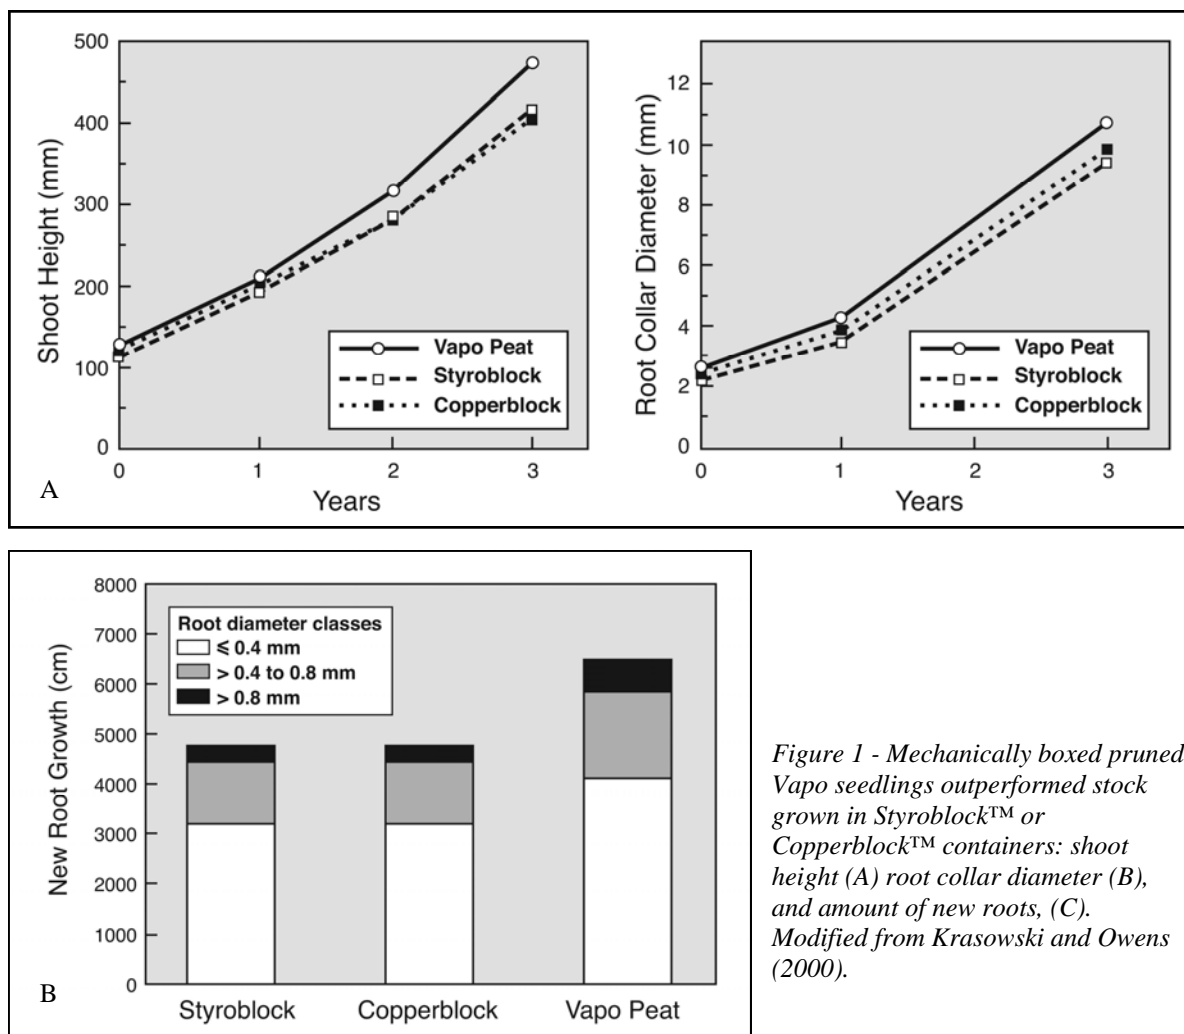 500
400
300
200
100
0
Shoot Height (mm)
Vapo Peat
Styroblock
Copperblock
0 1 2 3
Years
A
12
10
8
6
4
2
0
Root Collar Diameter (mm)
Vapo Peat
Styroblock
Copperblock
0 1 2 3
Years
8000
7000
6000
5000
4000
3000
2000
1000
0
New Root Growth (cm)
Root diameter classes
⩽ 0.4 mm
> 0.4 to 0.8 mm
> 0.8 mm
Styroblock Copperblock Vapo Peat
B
Figure 1 - Mechanically boxed pruned
Vapo seedlings outperformed stock
grown in Styroblock™ or
Copperblock™ containers: shoot
height (A) root collar diameter (B),
and amount of new roots, (C).
Modified from Krasowski and Owens
(2000).